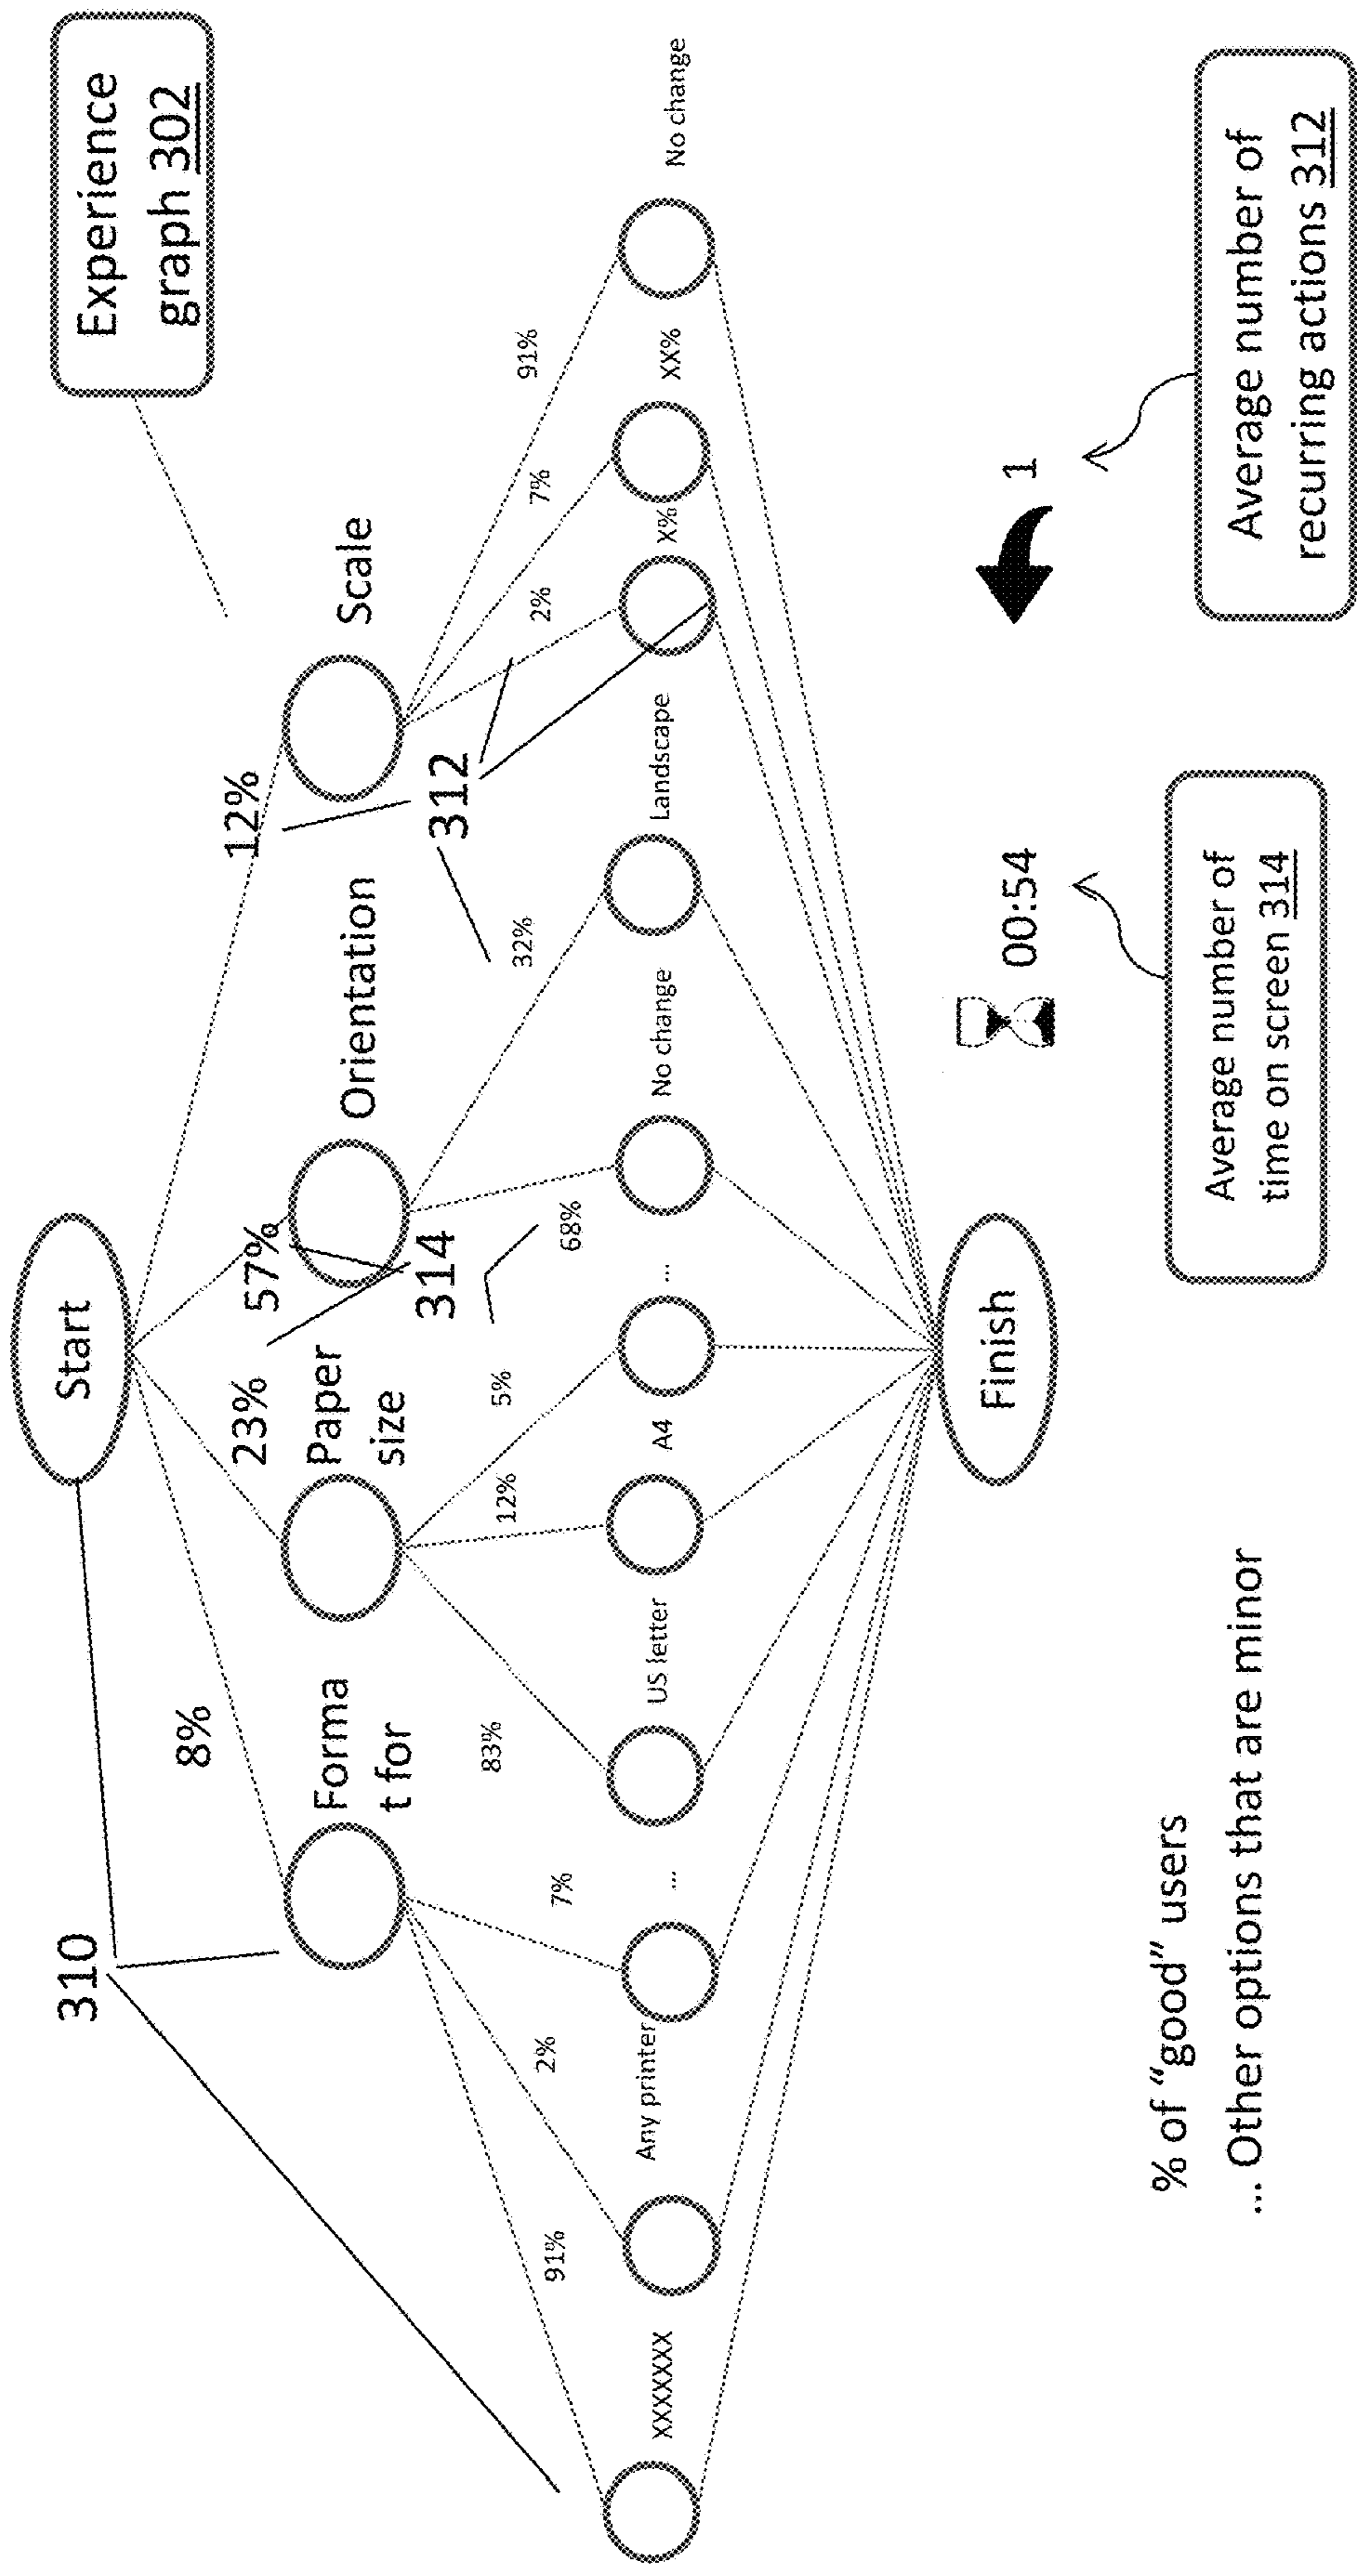 Experience
graph 302
Start
310
8%
23%
57%
12%
Forma
t for
Paper
size
Orientation
Scale
314
312
91%
2%
7%
83%
12%
5%
68%
32%
2%
7%
91%
XXXXXXX
Any printer
...
US letter
A4
...
No change
Landscape
X%
XX%
No change
Finish
00:54
1
% of “good” users
... Other options that are minor
Average number of
time on screen 314
Average number of
recurring actions 312